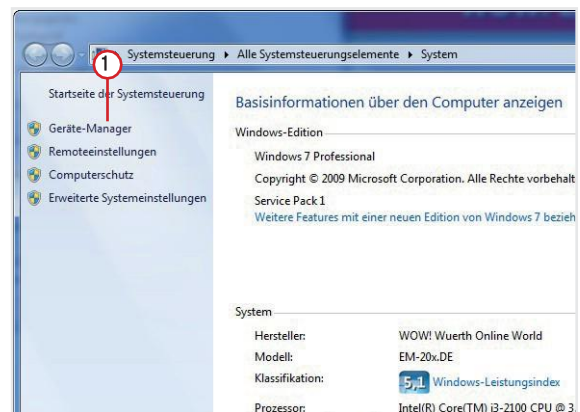 Systemsteuerung ▸ Alle Systemsteuerungselemente ▸ System
1
Startseite der Systemsteuerung
Geräte-Manager
Remoteeinstellungen
Computerschutz
Erweiterte Systemeinstellungen
Basisinformationen über den Computer anzeigen
Windows-Edition
Windows 7 Professional
Copyright © 2009 Microsoft Corporation. Alle Rechte vorbehalt
Service Pack 1
Weitere Features mit einer neuen Edition von Windows 7 bezieh
System
Hersteller: WOW! Wuerth Online World
Modell: EM-20x.DE
Klassifikation: 5,1 Windows-Leistungsindex
Prozessor: Intel(R) Core(TM) i3-2100 CPU @ 3.